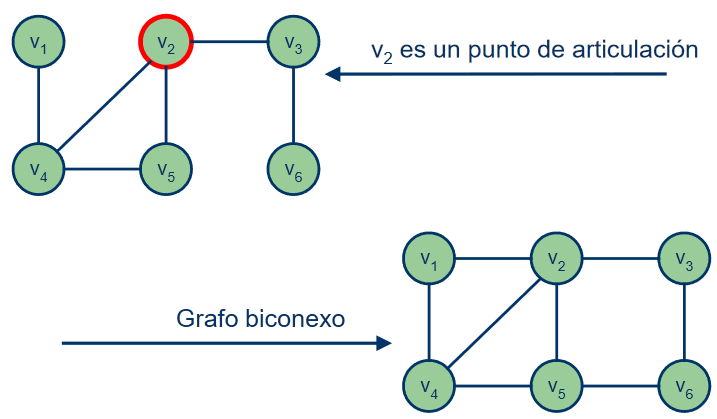 v1 v2 v3
v2 es un punto de articulación
v4 v5 v6
v1 v2 v3
Grafo biconexo
v4 v5 v6